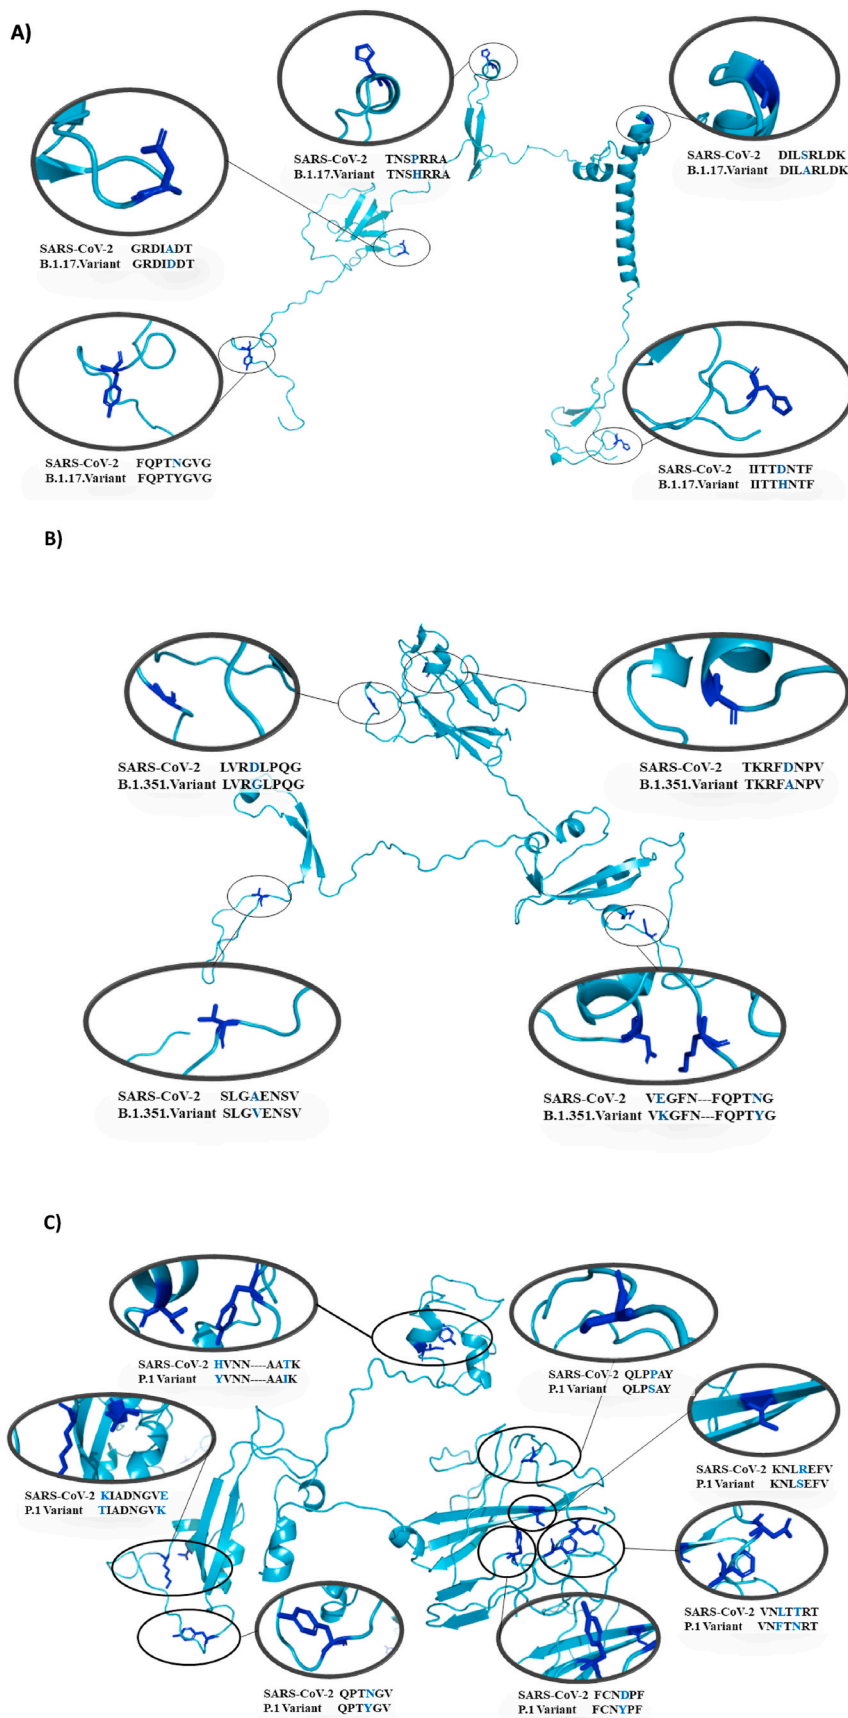 A)
SARS-CoV-2 TNSPRRA
B.1.17.Variant TNSHRRA
SARS-CoV-2 DILSRLDK
B.1.17.Variant DILARLDK
SARS-CoV-2 GRDIADT
B.1.17.Variant GRDIDDT
SARS-CoV-2 FQPTNGVG
B.1.17.Variant FQPTYGVG
SARS-CoV-2 IITTDNTF
B.1.17.Variant IITTHNTF
B)
SARS-CoV-2 LVRDLPQG
B.1.351.Variant LVRGLPQG
SARS-CoV-2 TKRFDNPV
B.1.351.Variant TKRFANPV
SARS-CoV-2 SLGAENSV
B.1.351.Variant SLGVENSV
SARS-CoV-2 VEGFN---FQPTNG
B.1.351.Variant VKGFN---FQPTYG
C)
SARS-CoV-2 HVNN----AATK
P.1 Variant YVNN----AAIK
SARS-CoV-2 QLPPAY
P.1 Variant QLPSAY
SARS-CoV-2 KNLREFV
P.1 Variant KNLSEFV
SARS-CoV-2 KIADNGVE
P.1 Variant TIADNGVK
SARS-CoV-2 VNLTTRT
P.1 Variant VNFTNRT
SARS-CoV-2 QPTNGV
P.1 Variant QPTYGV
SARS-CoV-2 FCNDPF
P.1 Variant FCNYPF